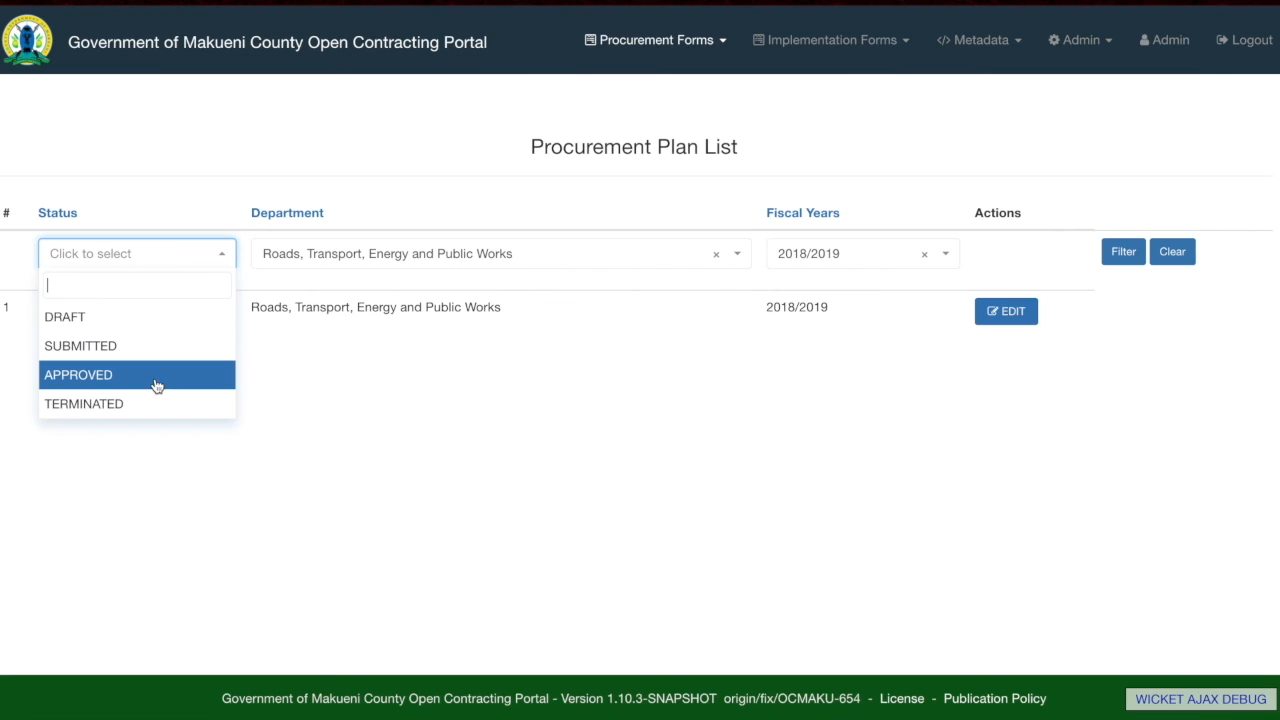 Government of Makueni County Open Contracting Portal
Procurement Forms
Implementation Forms
</> Metadata
Admin
Admin
Logout
Procurement Plan List
# Status Department Fiscal Years Actions
Click to select
Roads, Transport, Energy and Public Works ×
2018/2019 ×
Filter
Clear
DRAFT
SUBMITTED
APPROVED
TERMINATED
1 Roads, Transport, Energy and Public Works 2018/2019 EDIT
Government of Makueni County Open Contracting Portal - Version 1.10.3-SNAPSHOT origin/fix/OCMAKU-654 - License - Publication Policy
WICKET AJAX DEBUG